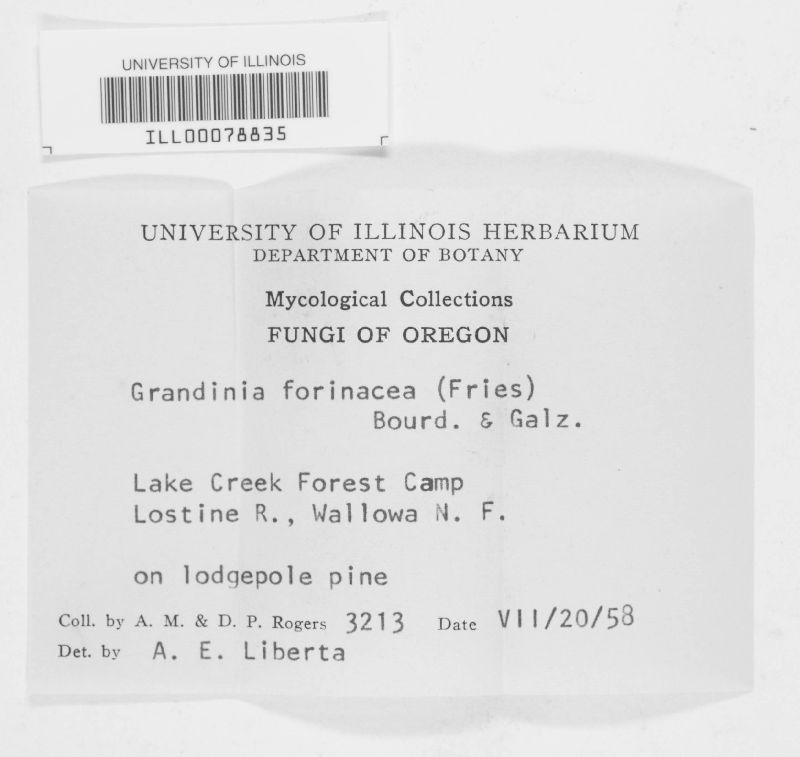 UNIVERSITY OF ILLINOIS
ILL00078835
UNIVERSITY OF ILLINOIS HERBARIUM
DEPARTMENT OF BOTANY
Mycological Collections
FUNGI OF OREGON
Grandinia forinacea (Fries)
Bourd. & Galz.
Lake Creek Forest Camp
Lostine R., Wallowa N. F.
on lodgepole pine
Coll. by A. M. & D. P. Rogers 3213 Date VII/20/58
Det. by A. E. Liberta